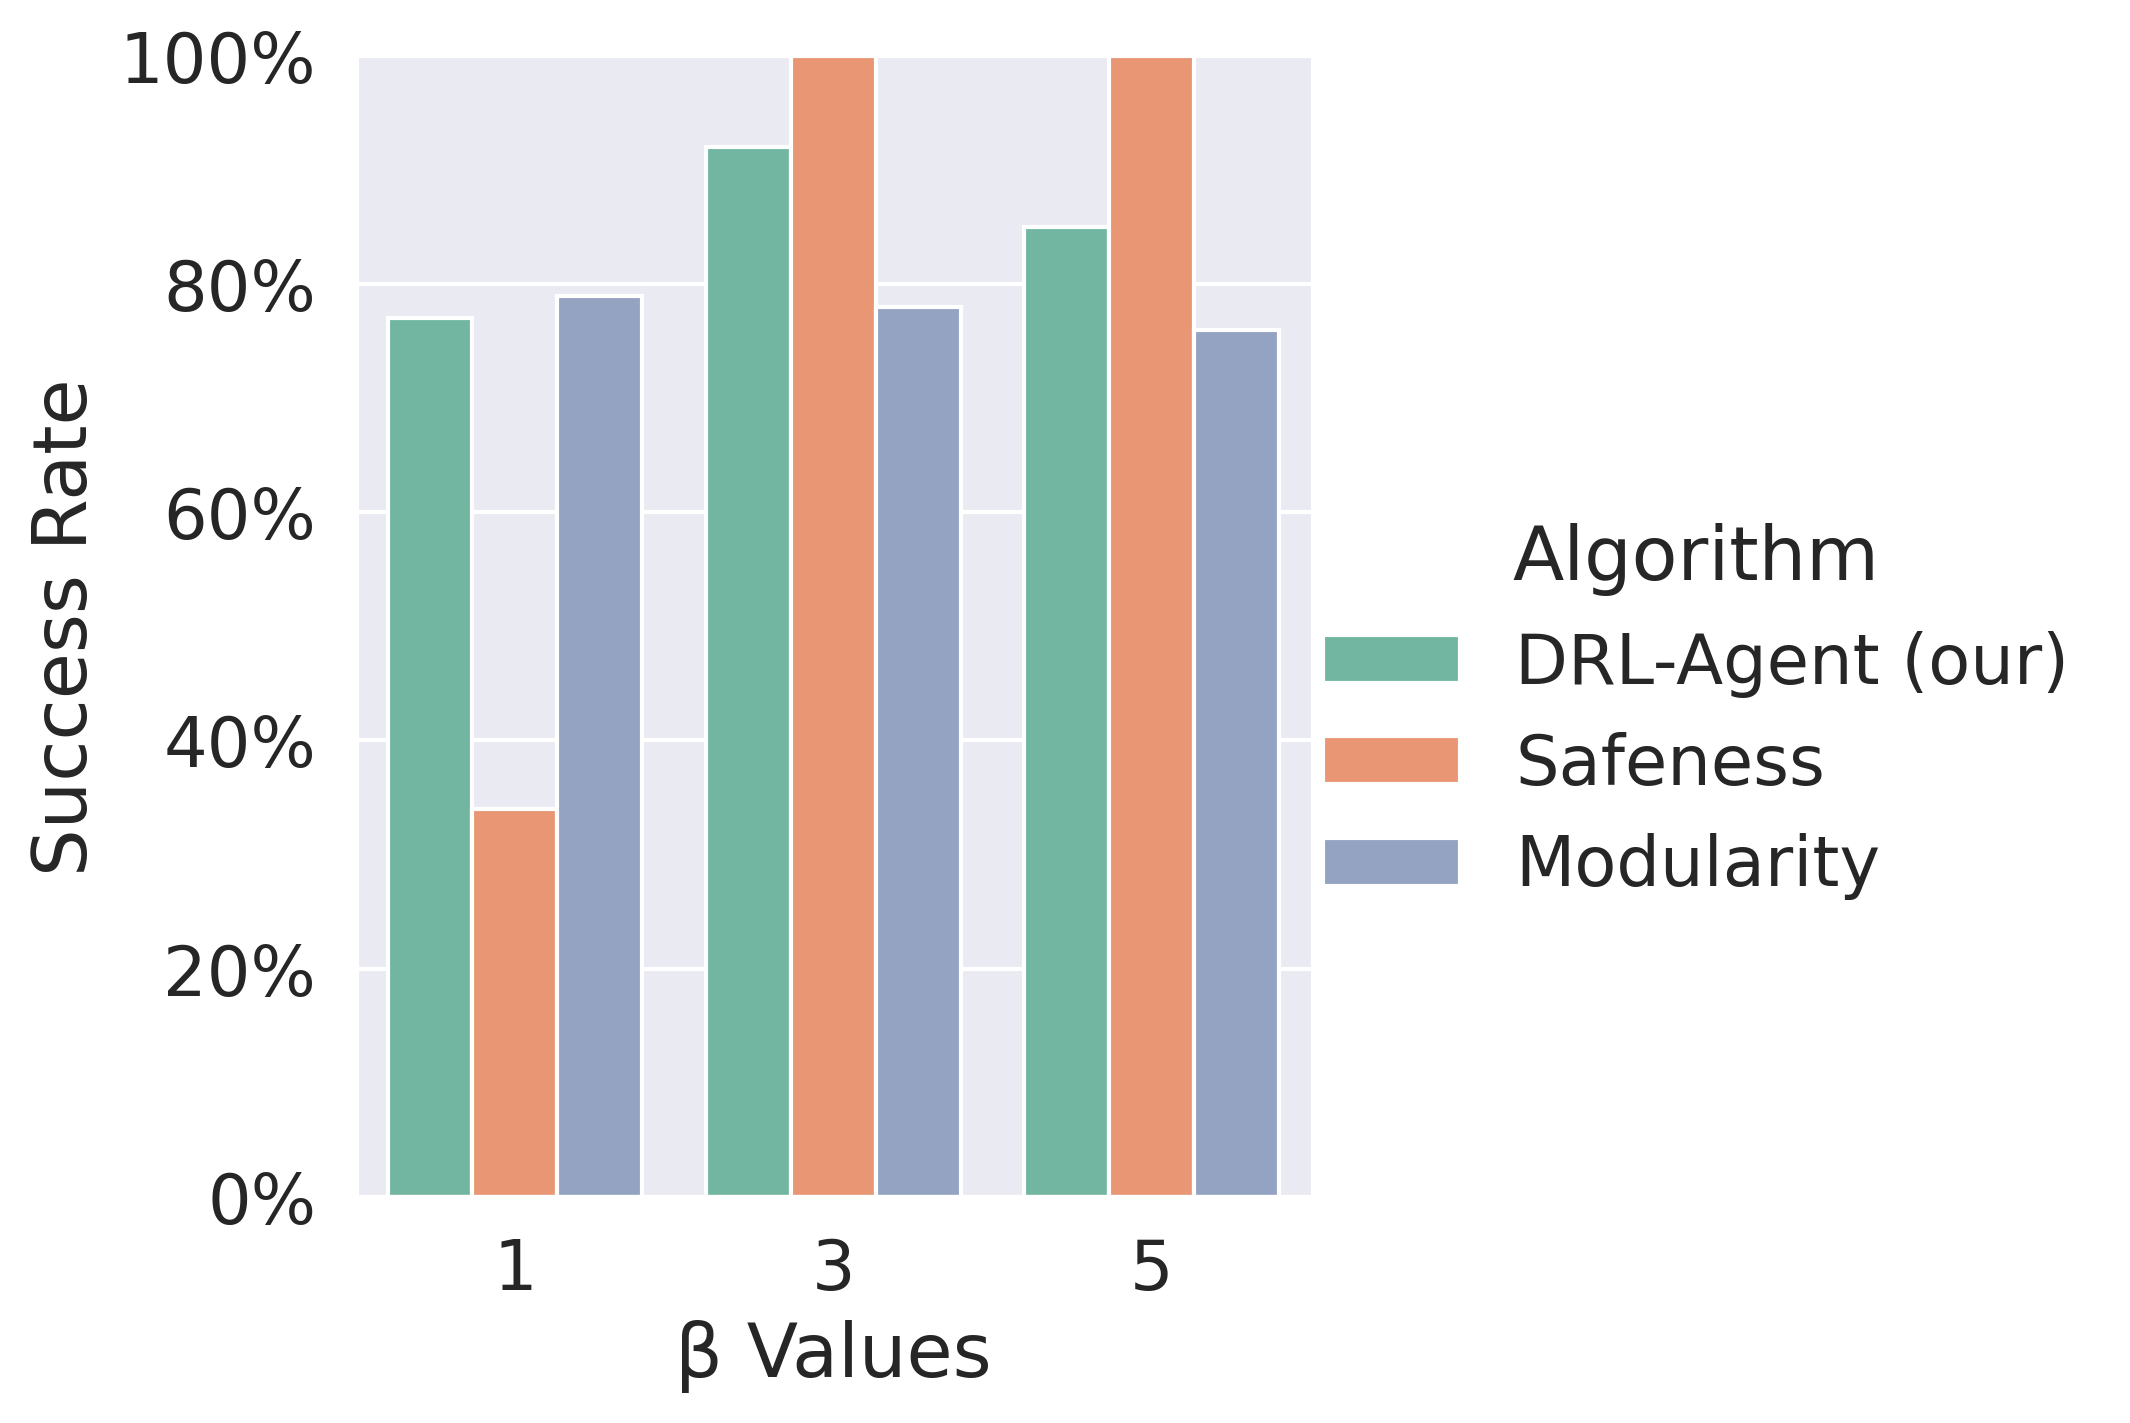 100%
80%
60%
40%
20%
0%
Success Rate
1 3 5
β Values
Algorithm
DRL-Agent (our)
Safeness
Modularity